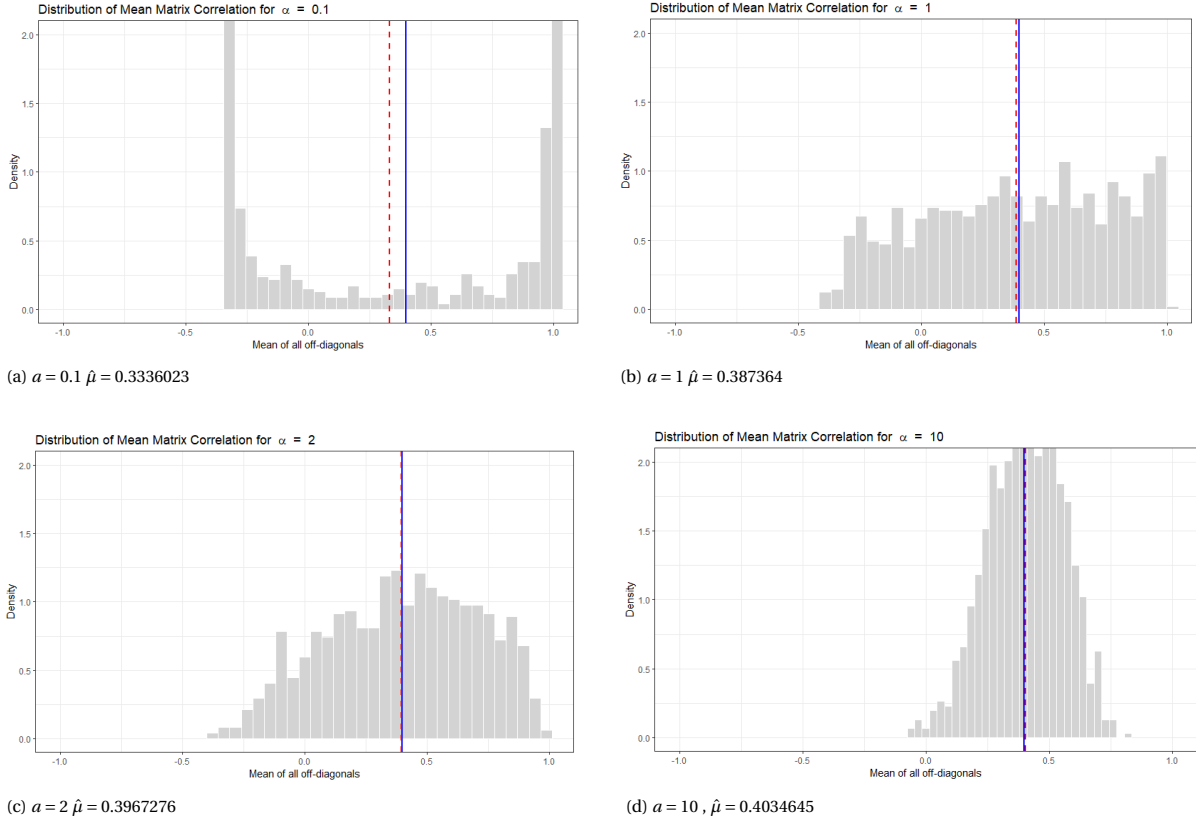 Distribution of Mean Matrix Correlation for α = 0.1
2.0
1.5
1.0
0.5
0.0
Density
-1.0 -0.5 0.0 0.5 1.0
Mean of all off-diagonals
(a) a = 0.1 μ̂ = 0.3336023
Distribution of Mean Matrix Correlation for α = 1
2.0
1.5
1.0
0.5
0.0
Density
-1.0 -0.5 0.0 0.5 1.0
Mean of all off-diagonals
(b) a = 1 μ̂ = 0.387364
Distribution of Mean Matrix Correlation for α = 2
2.0
1.5
1.0
0.5
0.0
Density
-1.0 -0.5 0.0 0.5 1.0
Mean of all off-diagonals
(c) a = 2 μ̂ = 0.3967276
Distribution of Mean Matrix Correlation for α = 10
2.0
1.5
1.0
0.5
0.0
Density
-1.0 -0.5 0.0 0.5 1.0
Mean of all off-diagonals
(d) a = 10 , μ̂ = 0.4034645